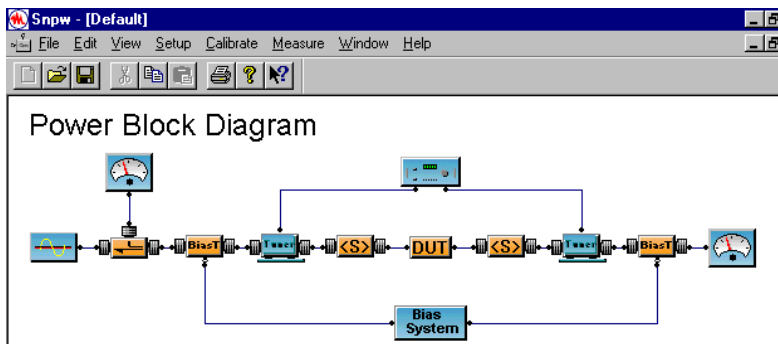 Snpw - [Default]
File Edit View Setup Calibrate Measure Window Help
Power Block Diagram
BiasT Tuner <S> DUT <S> Tuner BiasT
Bias
System